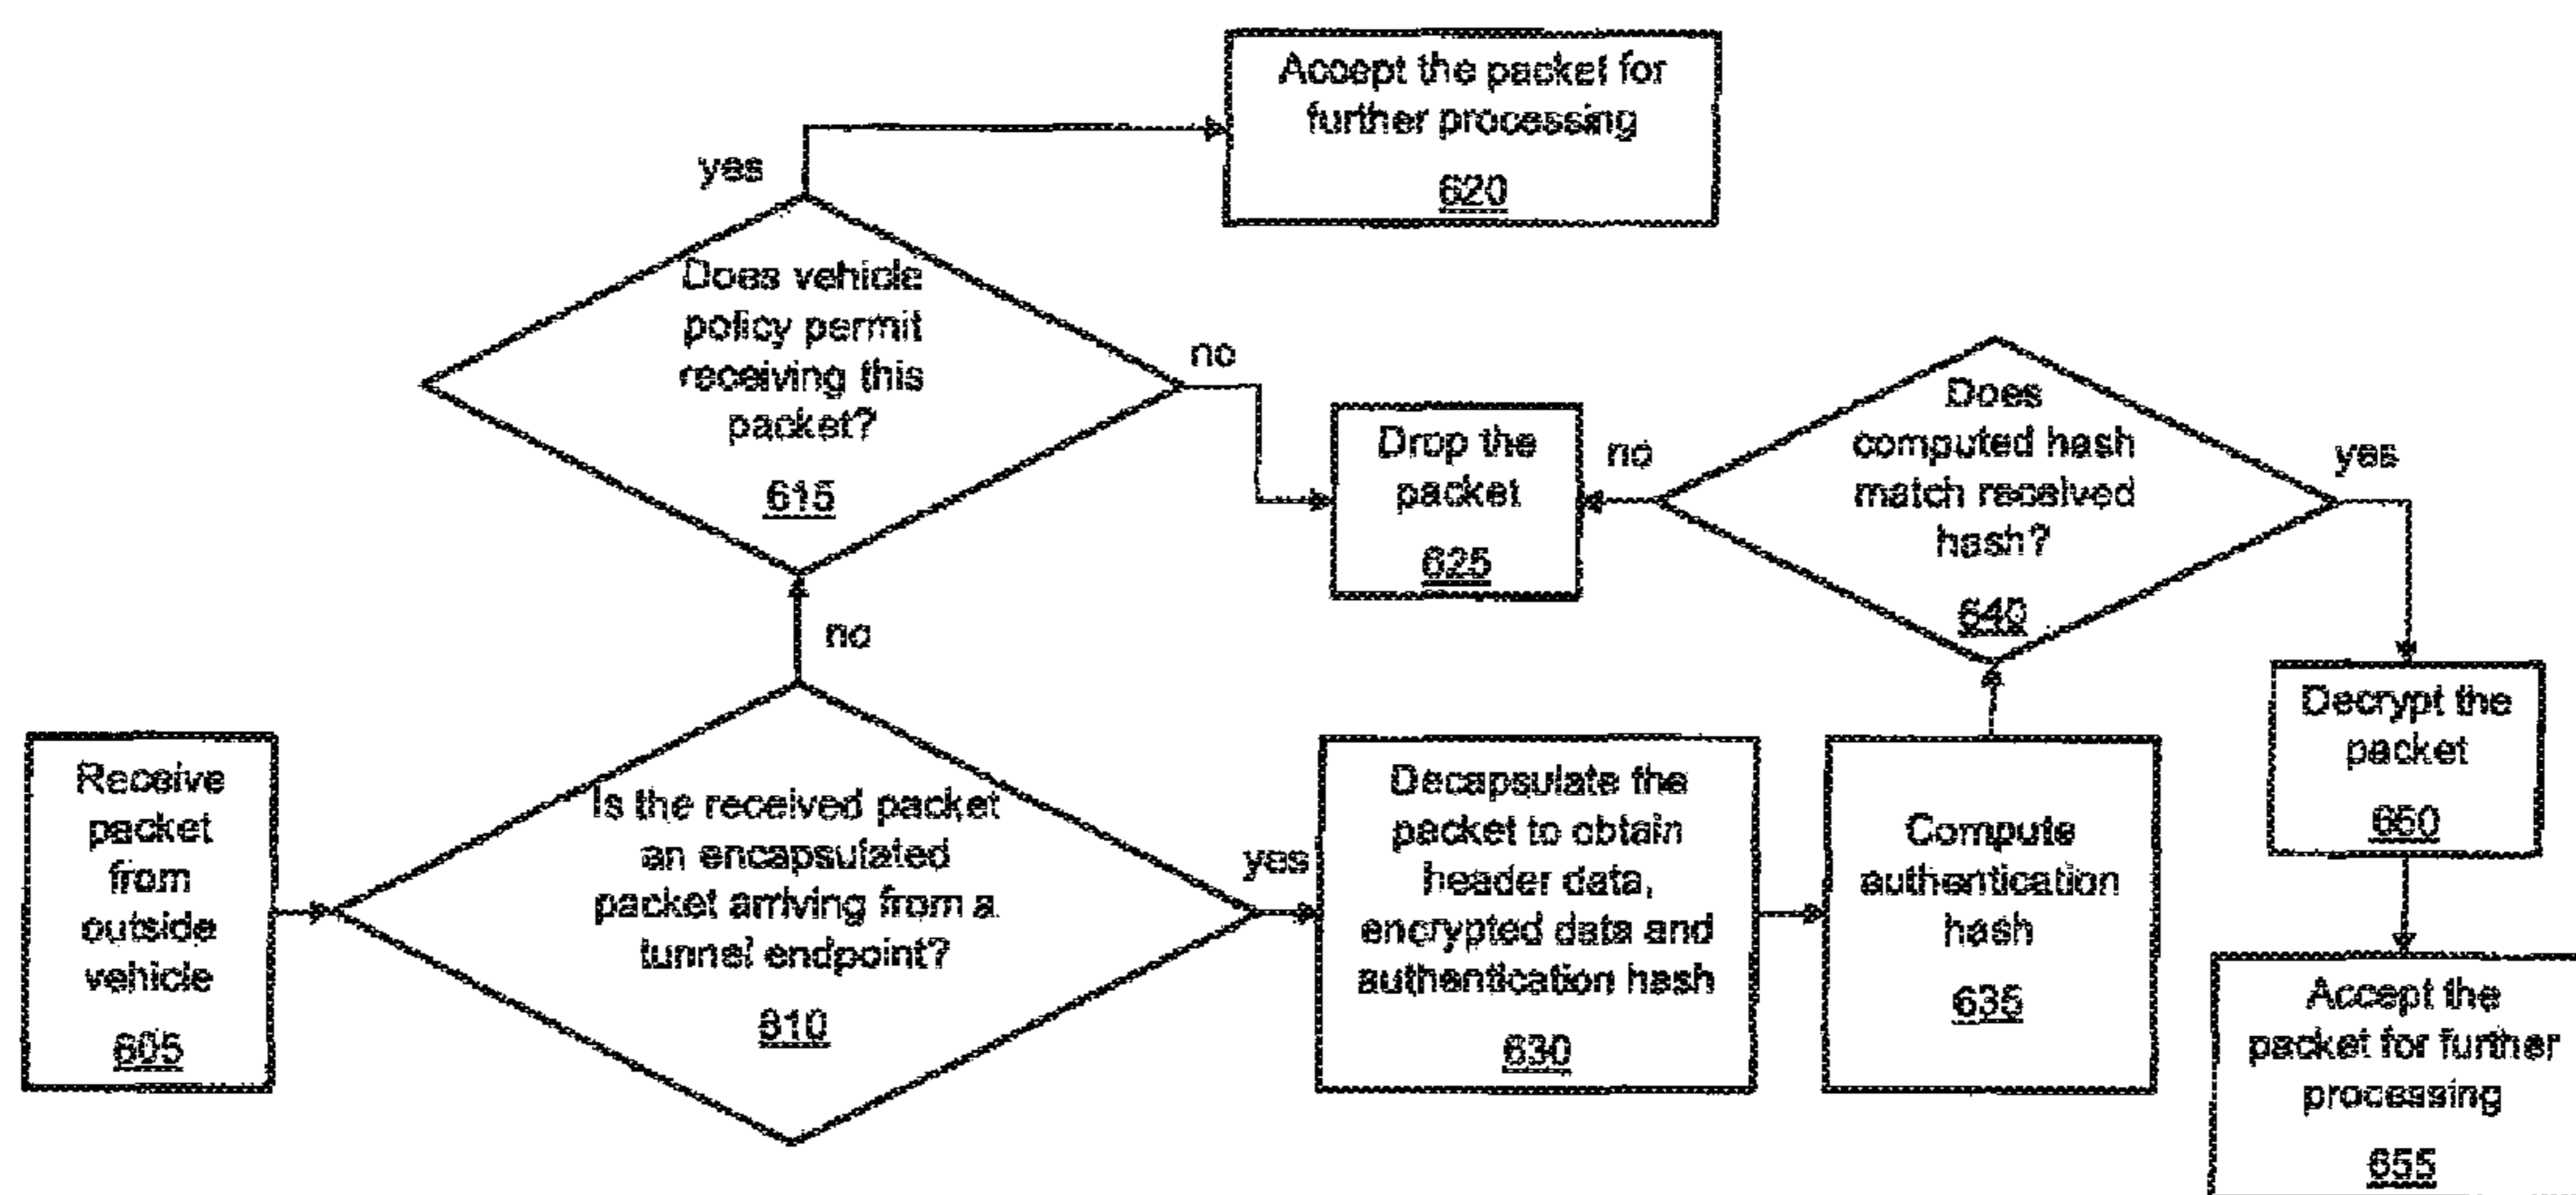 Accept the packet for
further processing
620
yes
Does vehicle
policy permit
receiving this
packet?
615
no
Drop the
packet
625
no
Does
computed hash
match received
hash?
640
yes
no
Receive
packet
from
outside
vehicle
605
Is the received packet
an encapsulated
packet arriving from a
tunnel endpoint?
610
yes
Decapsulate the
packet to obtain
header data,
encrypted data and
authentication hash
630
Compute
authentication
hash
635
Decrypt the
packet
650
Accept the
packet for further
processing
655